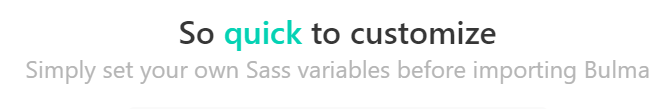 So quick to customize
Simply set your own Sass variables before importing Bulma